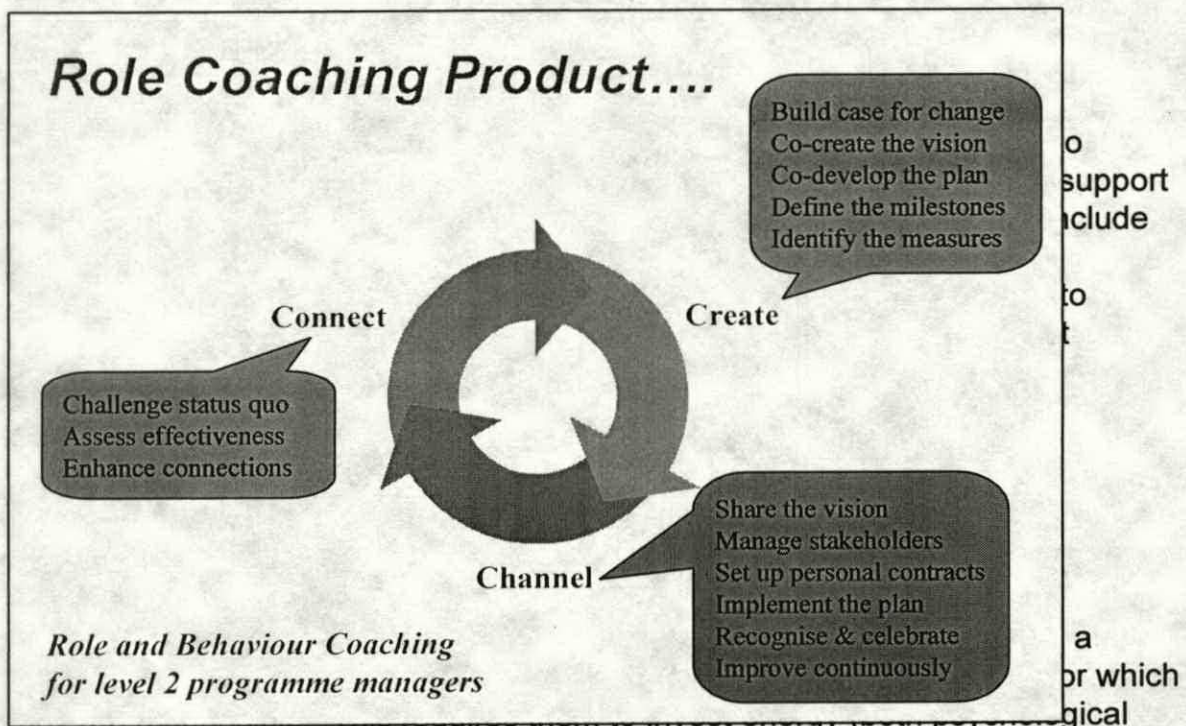 Role Coaching Product....
Build case for change
Co-create the vision
Co-develop the plan
Define the milestones
Identify the measures
Connect
Create
Challenge status quo
Assess effectiveness
Enhance connections
Share the vision
Manage stakeholders
Set up personal contracts
Implement the plan
Recognise & celebrate
Improve continuously
Channel
Role and Behaviour Coaching
for level 2 programme managers
o
support
nclude
to
t
a
or which
gical